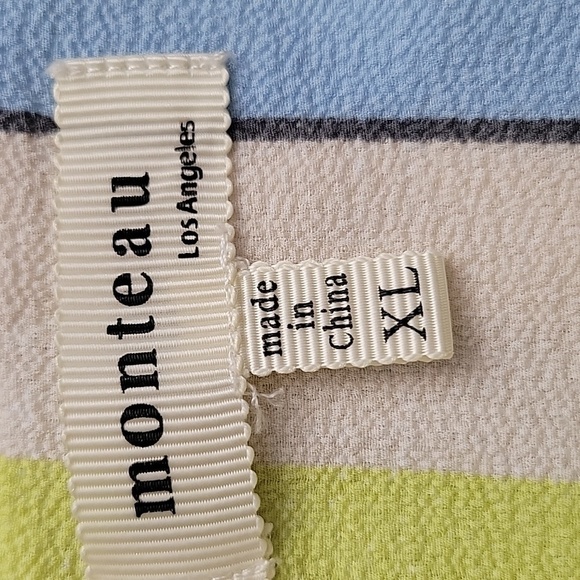 monteau
Los Angeles
made
in
china
XL